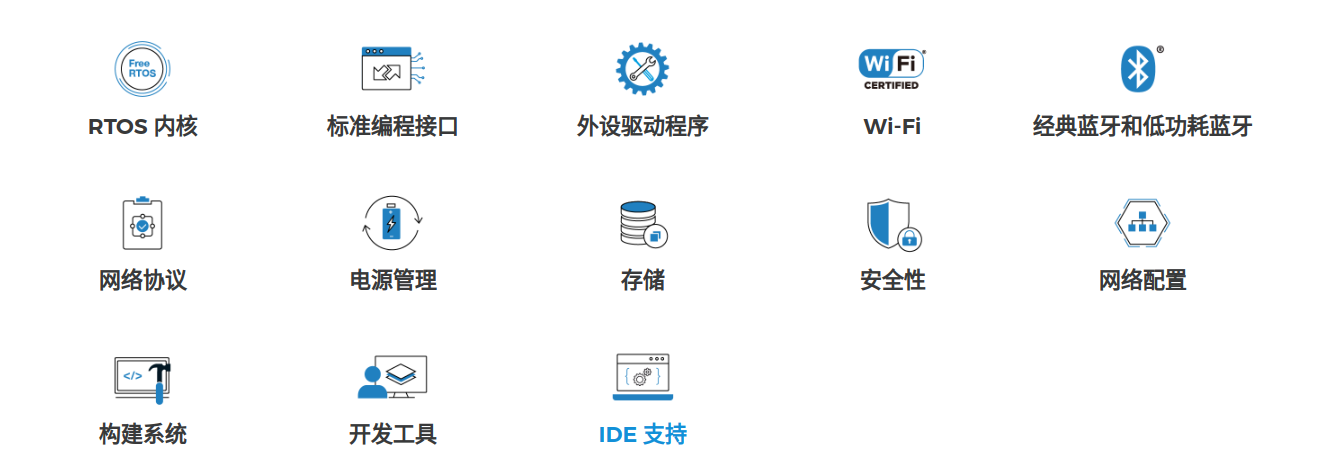 Free
RTOS
Wi Fi
®
CERTIFIED
®
RTOS 内核
标准编程接口
外设驱动程序
Wi-Fi
经典蓝牙和低功耗蓝牙
网络协议
电源管理
存储
安全性
网络配置
</>
{ }
构建系统
开发工具
IDE 支持